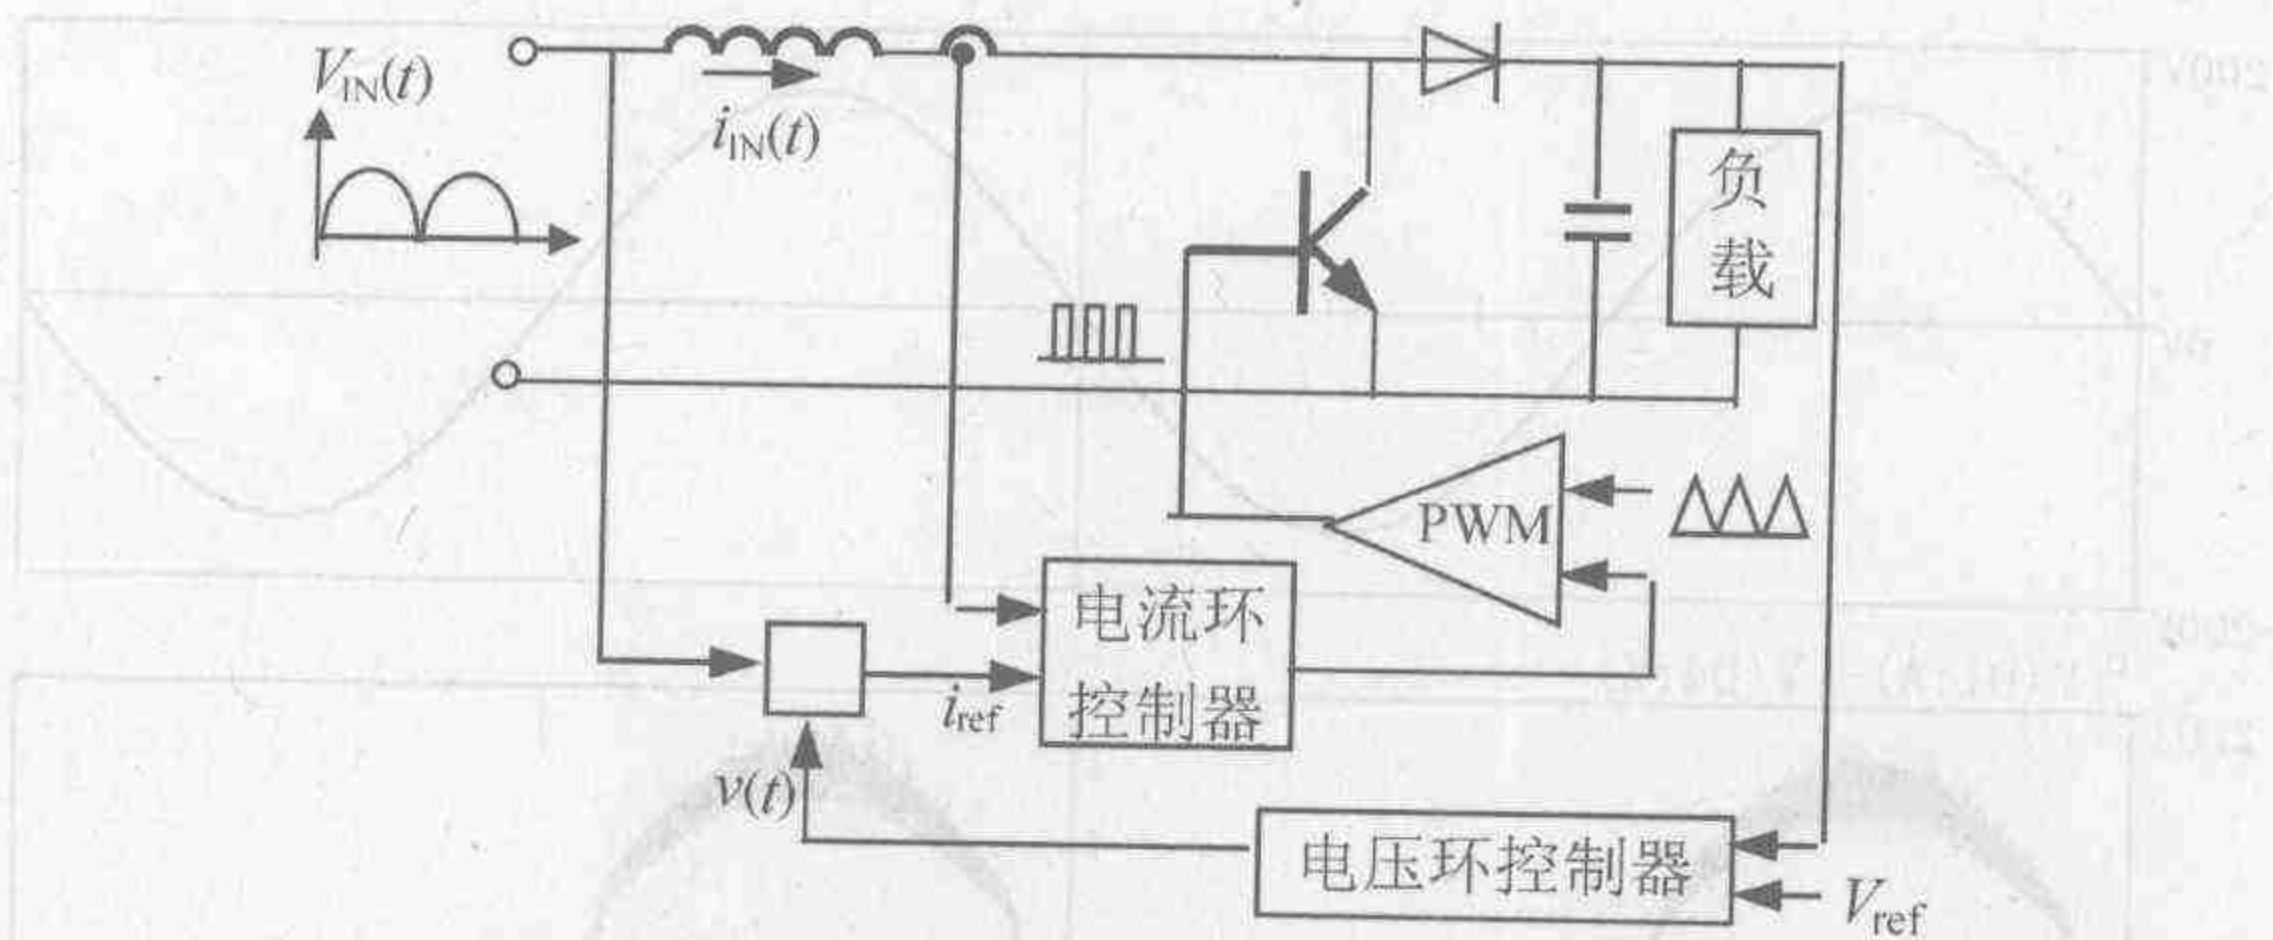 V_IN(t)
i_IN(t)
负
载
PWM
电流环
控制器
i_ref
v(t)
电压环控制器
V_ref